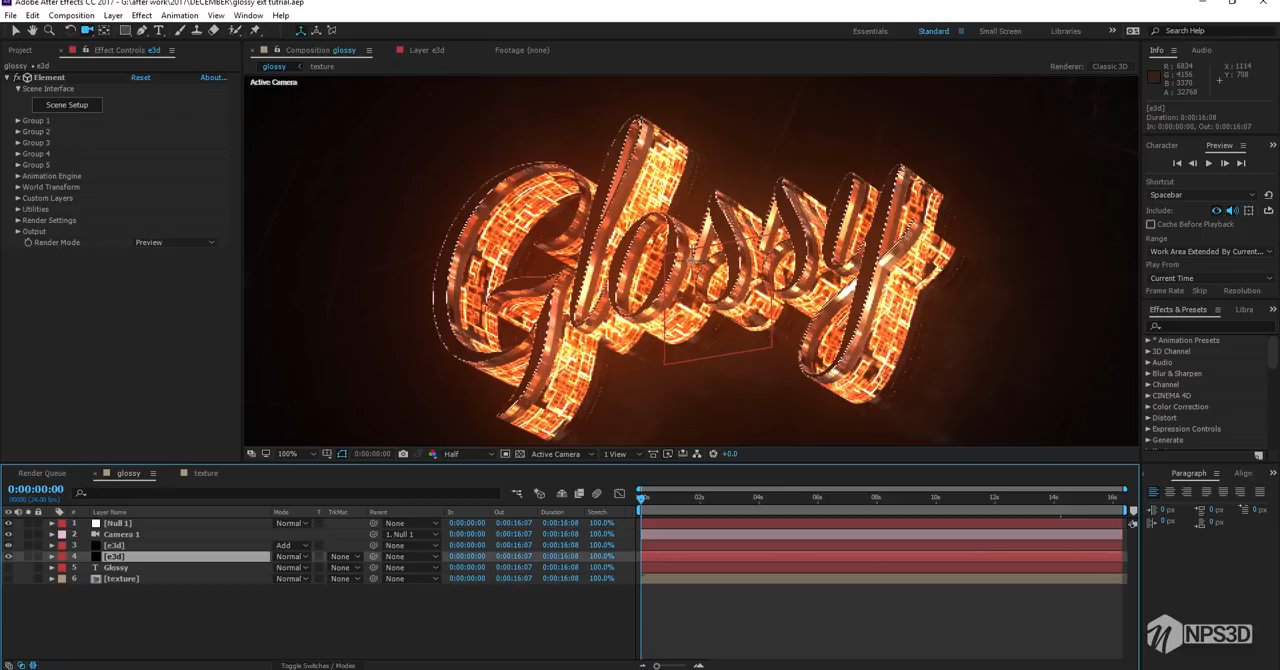 Adobe After Effects CC 2017 - G:\after work\2017\DECEMBER\glossy ext tutrial.aep
File Edit Composition Layer Effect Animation View Window Help
Essentials Standard Small Screen Libraries Search Help
Project Effect Controls e3d
Composition glossy Layer e3d Footage (none)
Info Audio
glossy • e3d
glossy texture
Renderer: Classic 3D
Active Camera
R: 6834 X: 1114
G: 4156 Y: 708
B: 3370
A: 32768
[e3d]
Duration: 0:00:16:08
In: 0:00:00:00, Out: 0:00:16:07
fx Element Reset About...
Scene Interface
Scene Setup
Group 1
Group 2
Group 3
Group 4
Group 5
Animation Engine
World Transform
Custom Layers
Utilities
Render Settings
Output
Render Mode Preview
Glossy
Character Preview
Shortcut
Spacebar
Include:
Cache Before Playback
Range
Work Area Extended By Current...
Play From
Current Time
Frame Rate Skip Resolution
Effects & Presets Libra
* Animation Presets
3D Channel
Audio
Blur & Sharpen
Channel
CINEMA 4D
Color Correction
Distort
Expression Controls
Generate
100% 0:00:00:00 Half Active Camera 1 View +0.0
Render Queue glossy texture
0:00:00:00
00000 (24.00 fps)
# Layer Name Mode T TrkMat Parent In Out Duration Stretch
02s 04s 06s 08s 10s 12s 14s 16s
1 [Null 1] Normal None 0:00:00:00 0:00:16:07 0:00:16:08 100.0%
2 Camera 1 1. Null 1 0:00:00:00 0:00:16:07 0:00:16:08 100.0%
3 [e3d] Add None 0:00:00:00 0:00:16:07 0:00:16:08 100.0%
4 [e3d] Normal None None 0:00:00:00 0:00:16:07 0:00:16:08 100.0%
5 T Glossy Normal None None 0:00:00:00 0:00:16:07 0:00:16:08 100.0%
6 [texture] Normal None None 0:00:00:00 0:00:16:07 0:00:16:08 100.0%
Toggle Switches / Modes
Paragraph Align
0 px 0 px 0 px
0 px 0 px
NPS3D